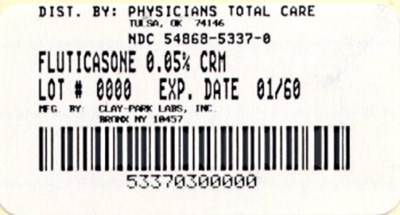 DIST. BY: PHYSICIANS TOTAL CARE
TULSA, OK 74146
NDC 54868-5337-0
FLUTICASONE 0.05% CRM
LOT # 0000 EXP. DATE 01/60
MFG. BY CLAY-PARK LABS, INC.
BRONX NY 10457
53370300000